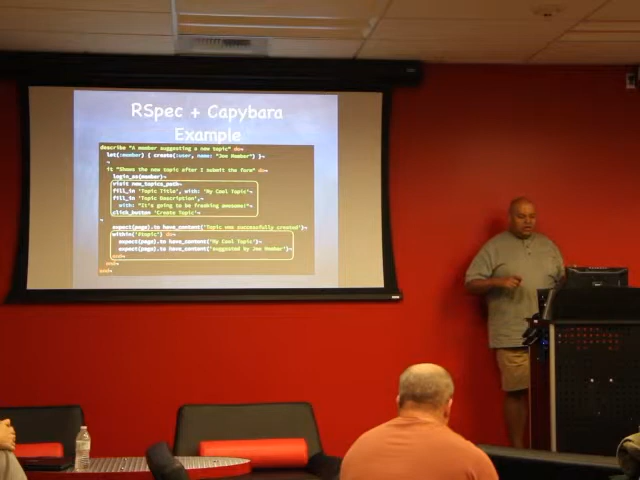 RSpec + Capybara
Example
describe "A member suggesting a new topic" do¬
let(:member) { create(:user, name: "Joe Member") }¬
¬
it "Shows the new topic after I submit the form" do¬
login_as(member)¬
visit new_topics_path¬
fill_in 'Topic Title', with: 'My Cool Topic'¬
fill_in 'Topic Description',¬
with: "It's going to be freaking awesome!"¬
click_button 'Create Topic'¬
¬
expect(page).to have_content('Topic was successfully created')¬
within('#topic') do¬
expect(page).to have_content('My Cool Topic')¬
expect(page).to have_content('suggested by Joe Member')¬
end¬
end¬
end¬